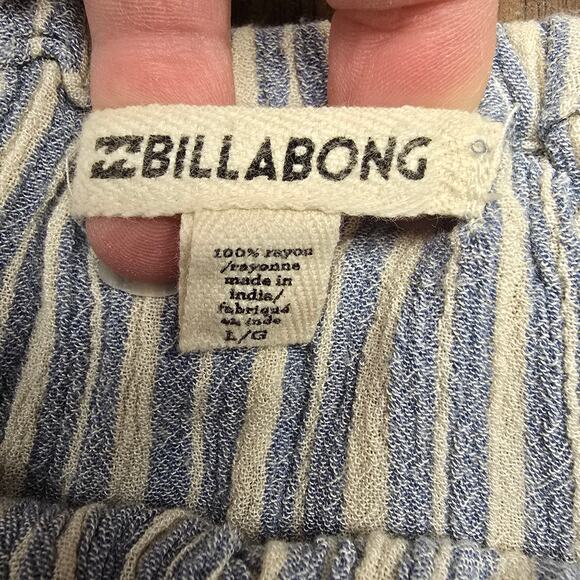 BILLABONG
100% rayon
/rayonne
made in
india/
fabriqué
en inde
L/G